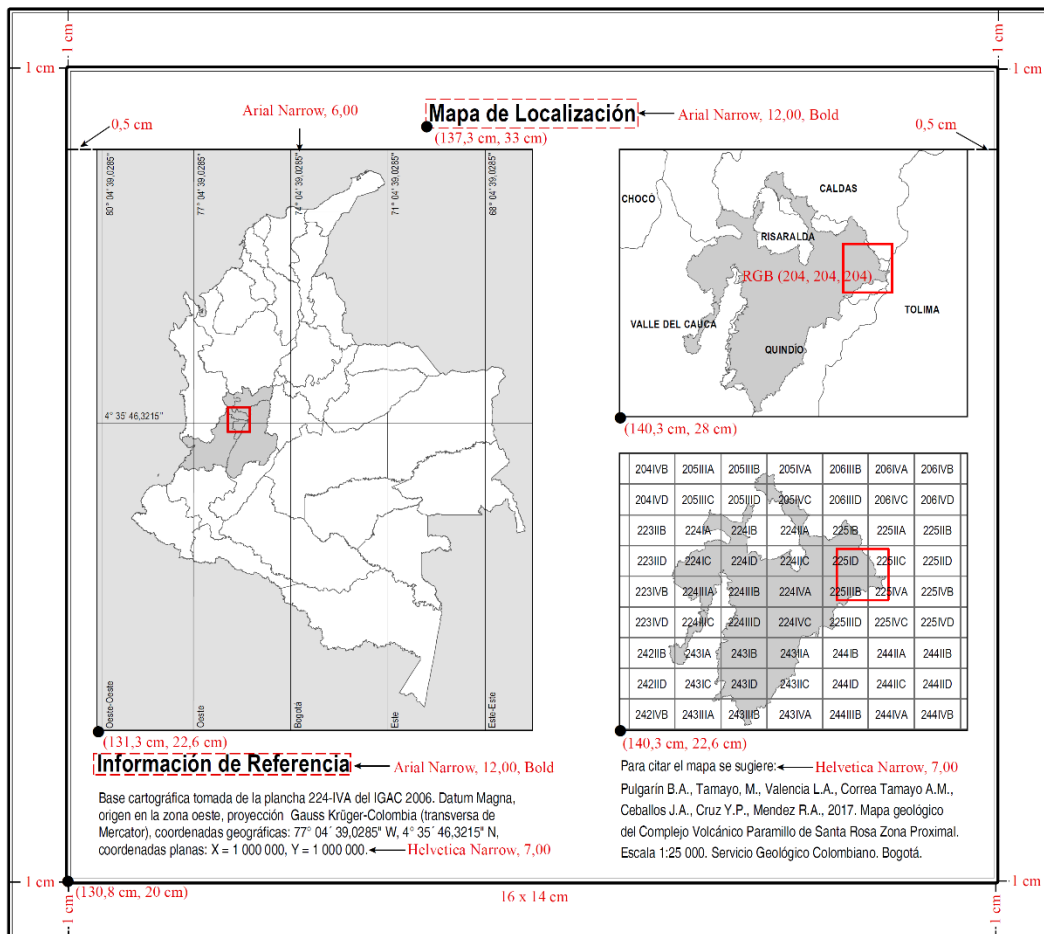 1 cm
1 cm
1 cm
1 cm
Arial Narrow, 6,00
Mapa de Localización
Arial Narrow, 12,00, Bold
0,5 cm
(137,3 cm, 33 cm)
0,5 cm
80° 04´ 39,0285"
77° 04´ 39,0285"
74° 04´ 39,0285"
71° 04´ 39,0285"
68° 04´ 39,0285"
4° 35´ 46,3215"
Oeste-Oeste
Oeste
Bogotá
Este
Este-Este
(131,3 cm, 22,6 cm)
CHOCÓ
CALDAS
RISARALDA
RGB (204, 204, 204)
VALLE DEL CAUCA
TOLIMA
QUINDÍO
(140,3 cm, 28 cm)
204IVB 205IIIA 205IIIB 205IVA 206IIIB 206IVA 206IVB
204IVD 205IIIC 205IIID 205IVC 206IIID 206IVC 206IVD
223IIB 224IA 224IB 224IIA 225IB 225IIA 225IIB
223IID 224IC 224ID 224IIC 225ID 225IIC 225IID
223IVB 224IIIA 224IIIB 224IVA 225IIIB 225IVA 225IVB
223IVD 224IIIC 224IIID 224IVC 225IIID 225IVC 225IVD
242IIB 243IA 243IB 243IIA 244IB 244IIA 244IIB
242IID 243IC 243ID 243IIC 244ID 244IIC 244IID
242IVB 243IIIA 243IIIB 243IVA 244IIIB 244IVA 244IVB
(140,3 cm, 22,6 cm)
Información de Referencia
Arial Narrow, 12,00, Bold
Base cartográfica tomada de la plancha 224-IVA del IGAC 2006. Datum Magna,
origen en la zona oeste, proyección Gauss Krüger-Colombia (transversa de
Mercator), coordenadas geográficas: 77° 04´ 39,0285" W, 4° 35´ 46,3215" N,
coordenadas planas: X = 1 000 000, Y = 1 000 000.
Helvetica Narrow, 7,00
Para citar el mapa se sugiere:
Helvetica Narrow, 7,00
Pulgarín B.A., Tamayo, M., Valencia L.A., Correa Tamayo A.M.,
Ceballos J.A., Cruz Y.P., Mendez R.A., 2017. Mapa geológico
del Complejo Volcánico Paramillo de Santa Rosa Zona Proximal.
Escala 1:25 000. Servicio Geológico Colombiano. Bogotá.
1 cm
(130,8 cm, 20 cm)
16 x 14 cm
1 cm
1 cm
1 cm